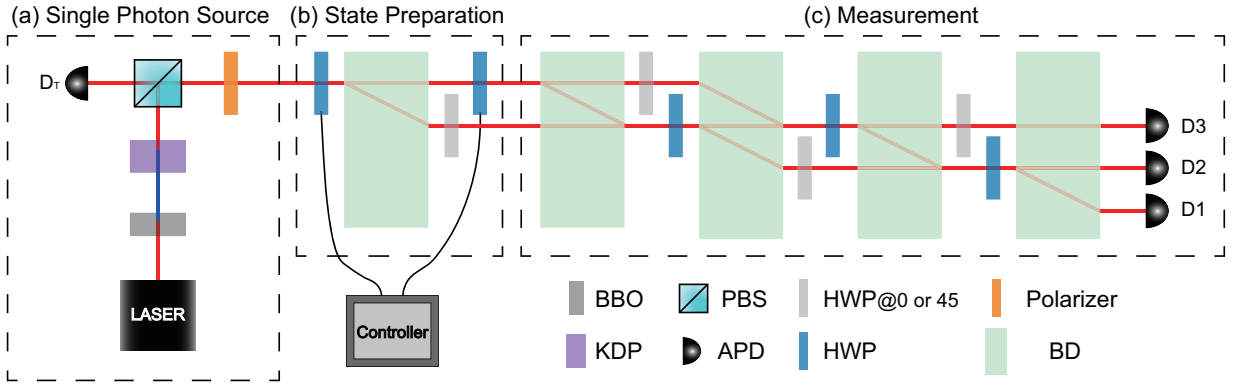 (a) Single Photon Source
(b) State Preparation
(c) Measurement
DT
D3
D2
D1
LASER
Controller
BBO
PBS
HWP@0 or 45
Polarizer
KDP
APD
HWP
BD